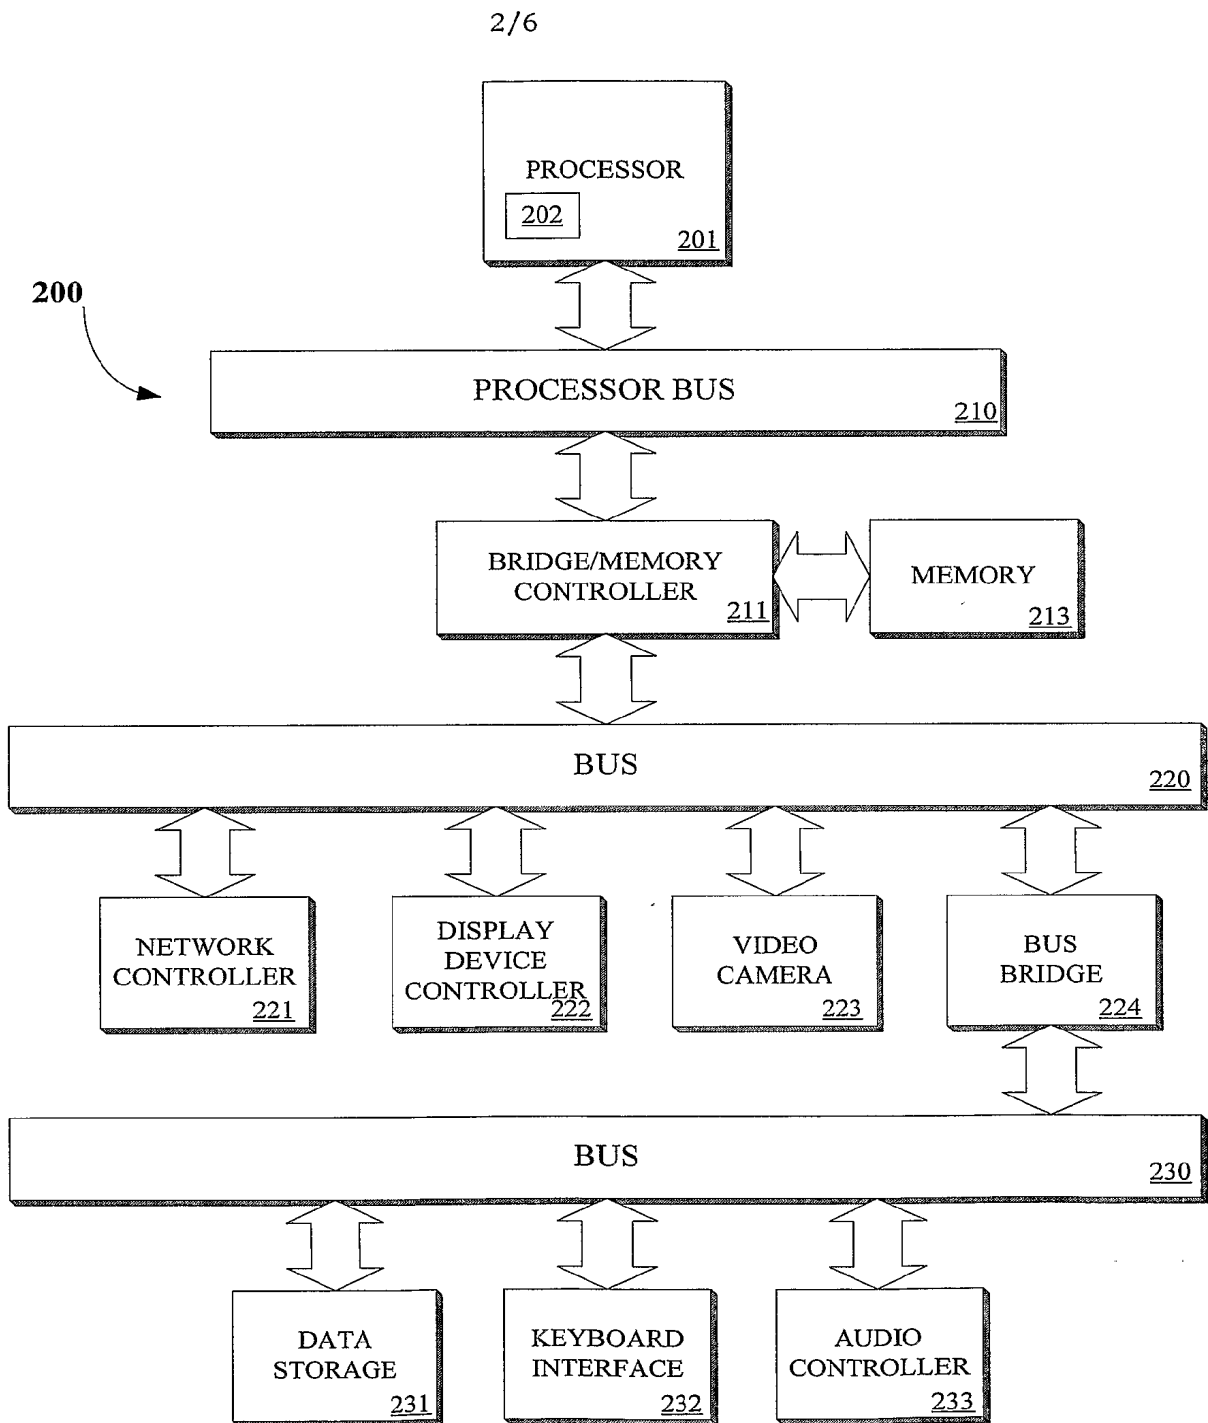 2/6
PROCESSOR
202
201
200
PROCESSOR BUS
210
BRIDGE/MEMORY
CONTROLLER
211
MEMORY
213
BUS
220
NETWORK
CONTROLLER
221
DISPLAY
DEVICE
CONTROLLER
222
VIDEO
CAMERA
223
BUS
BRIDGE
224
BUS
230
DATA
STORAGE
231
KEYBOARD
INTERFACE
232
AUDIO
CONTROLLER
233